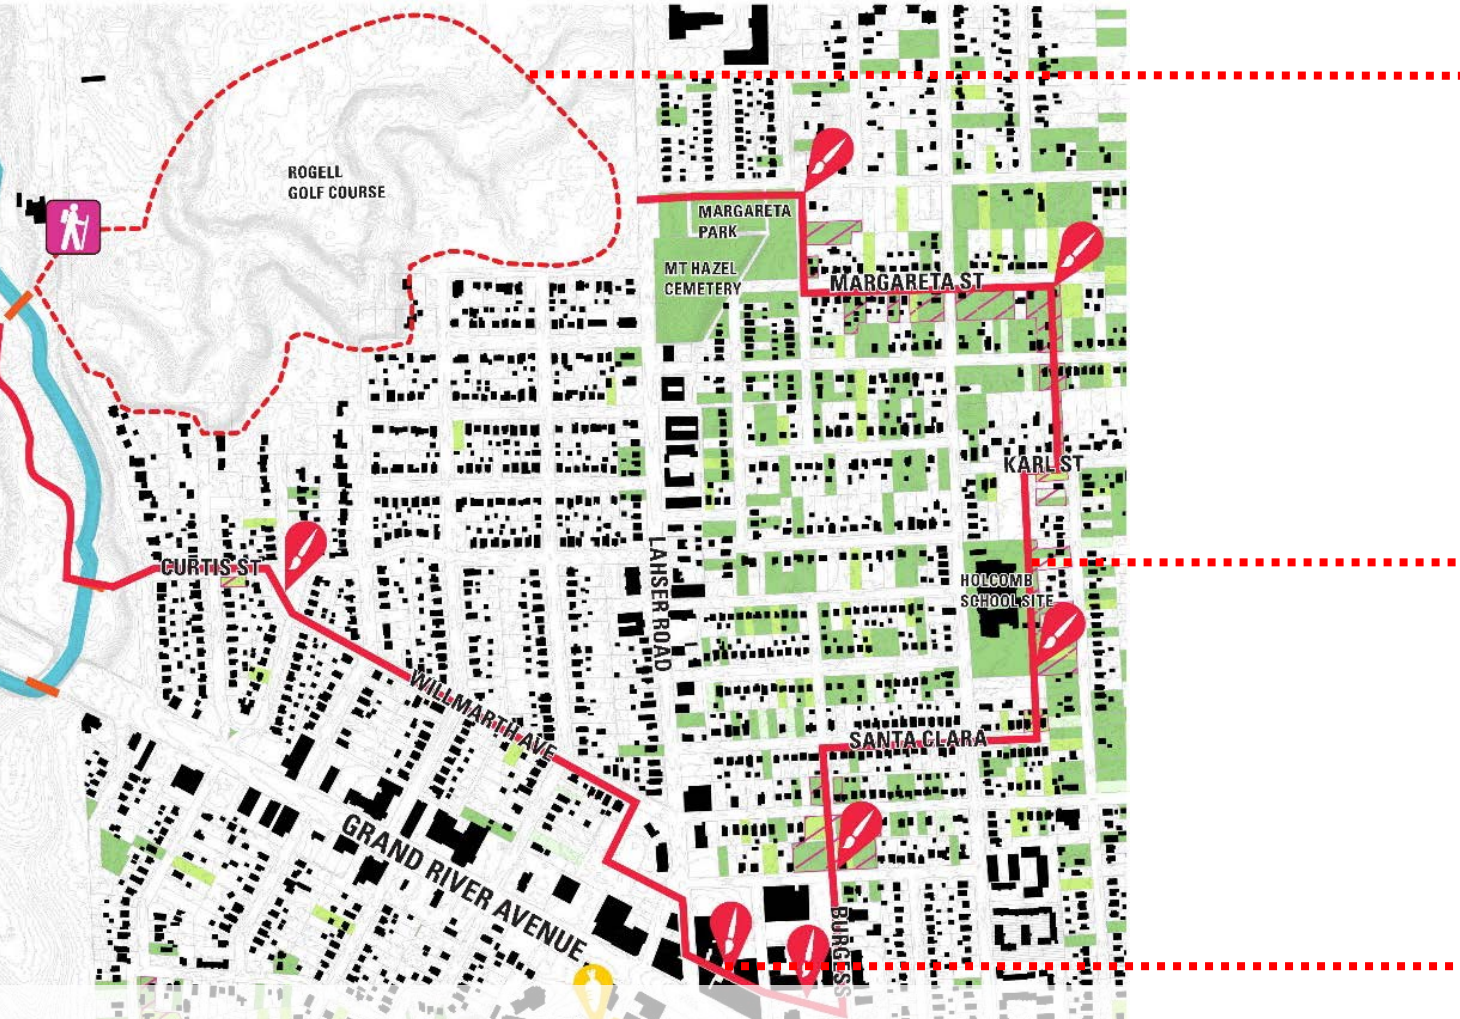 ROGELL
GOLF COURSE
MARGARETA
PARK
MT HAZEL
CEMETERY
MARGARETA ST
KARL ST
CURTIS ST
LAHSER ROAD
HOLCOMB
SCHOOL SITE
WILLMARTH AVE
SANTA CLARA
GRAND RIVER AVENUE
BURGESS